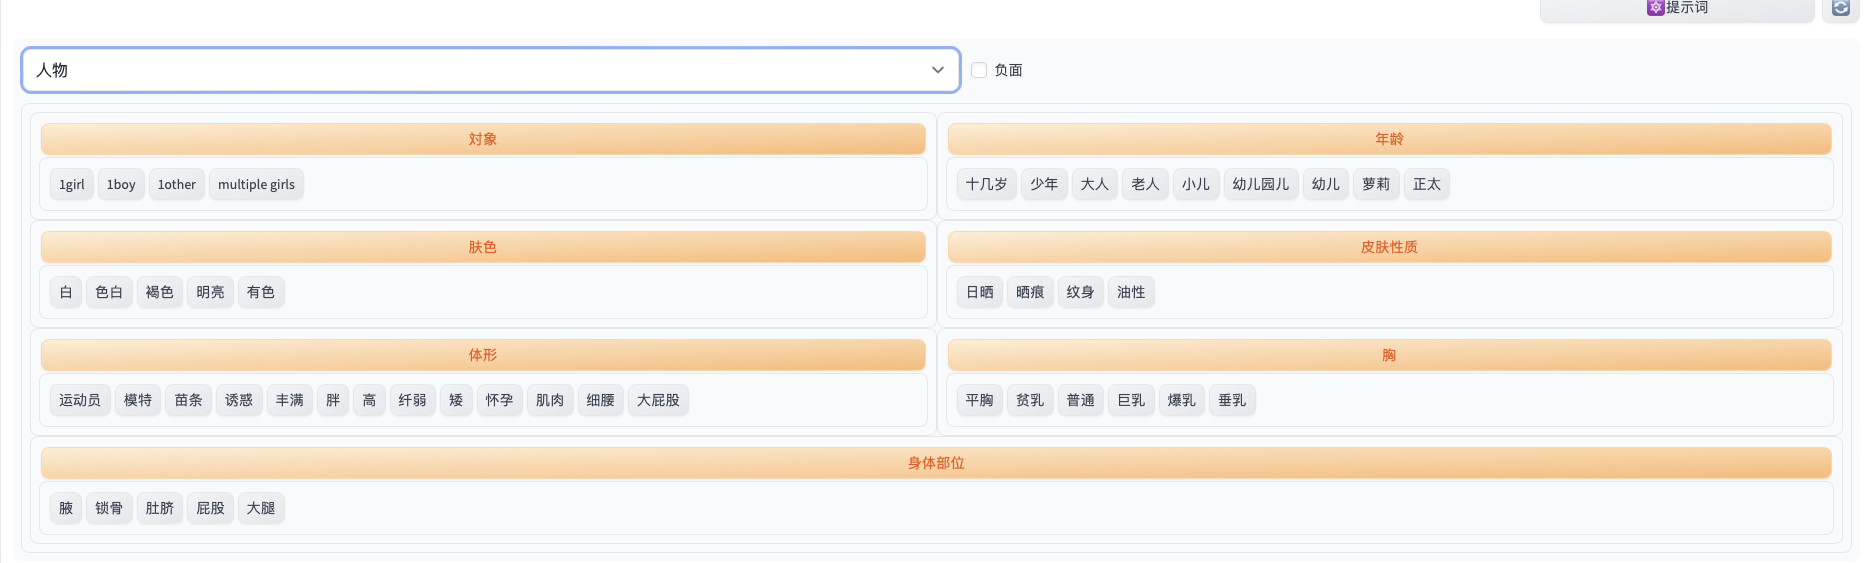 提示词
人物
负面
对象
1girl 1boy 1other multiple girls
年龄
十几岁 少年 大人 老人 小儿 幼儿园儿 幼儿 萝莉 正太
肤色
白 色白 褐色 明亮 有色
皮肤性质
日晒 晒痕 纹身 油性
体形
运动员 模特 苗条 诱惑 丰满 胖 高 纤弱 矮 怀孕 肌肉 细腰 大屁股
胸
平胸 贫乳 普通 巨乳 爆乳 垂乳
身体部位
腋 锁骨 肚脐 屁股 大腿